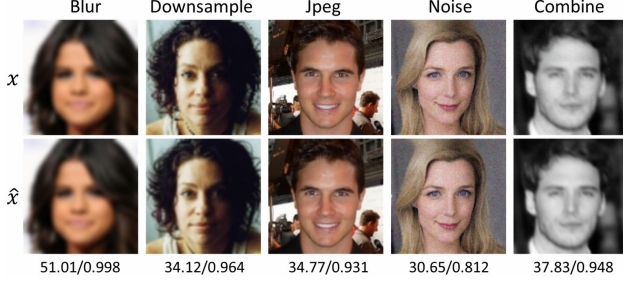 Blur Downsample Jpeg Noise Combine
x
x̂
51.01/0.998 34.12/0.964 34.77/0.931 30.65/0.812 37.83/0.948